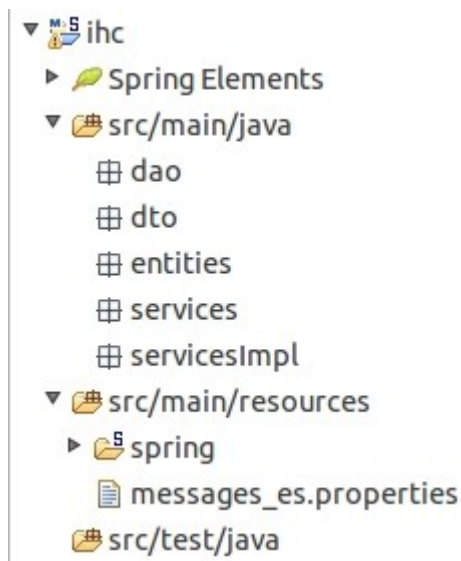 ihc
Spring Elements
src/main/java
dao
dto
entities
services
servicesImpl
src/main/resources
spring
messages_es.properties
src/test/java